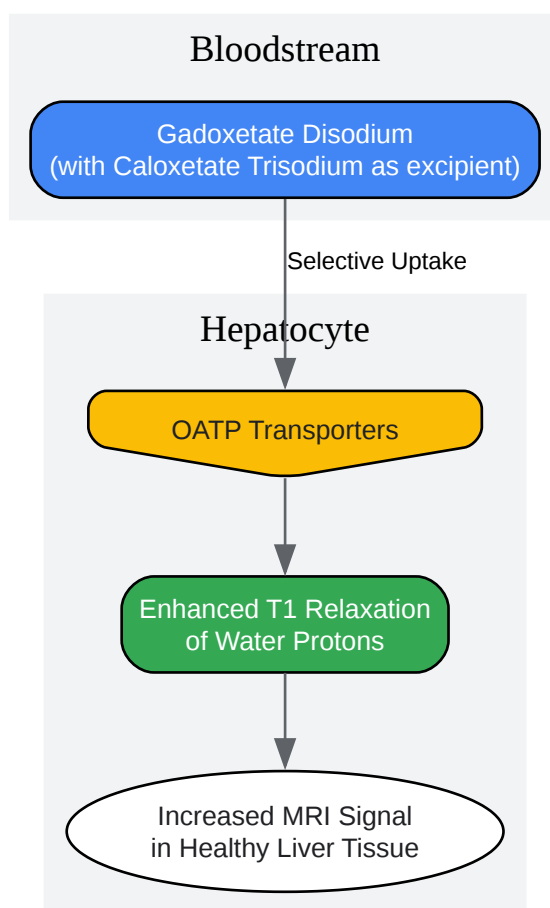 Bloodstream
Gadoxetate Disodium
(with Caloxetate Trisodium as excipient)
Selective Uptake
Hepatocyte
OATP Transporters
Enhanced T1 Relaxation
of Water Protons
Increased MRI Signal
in Healthy Liver Tissue